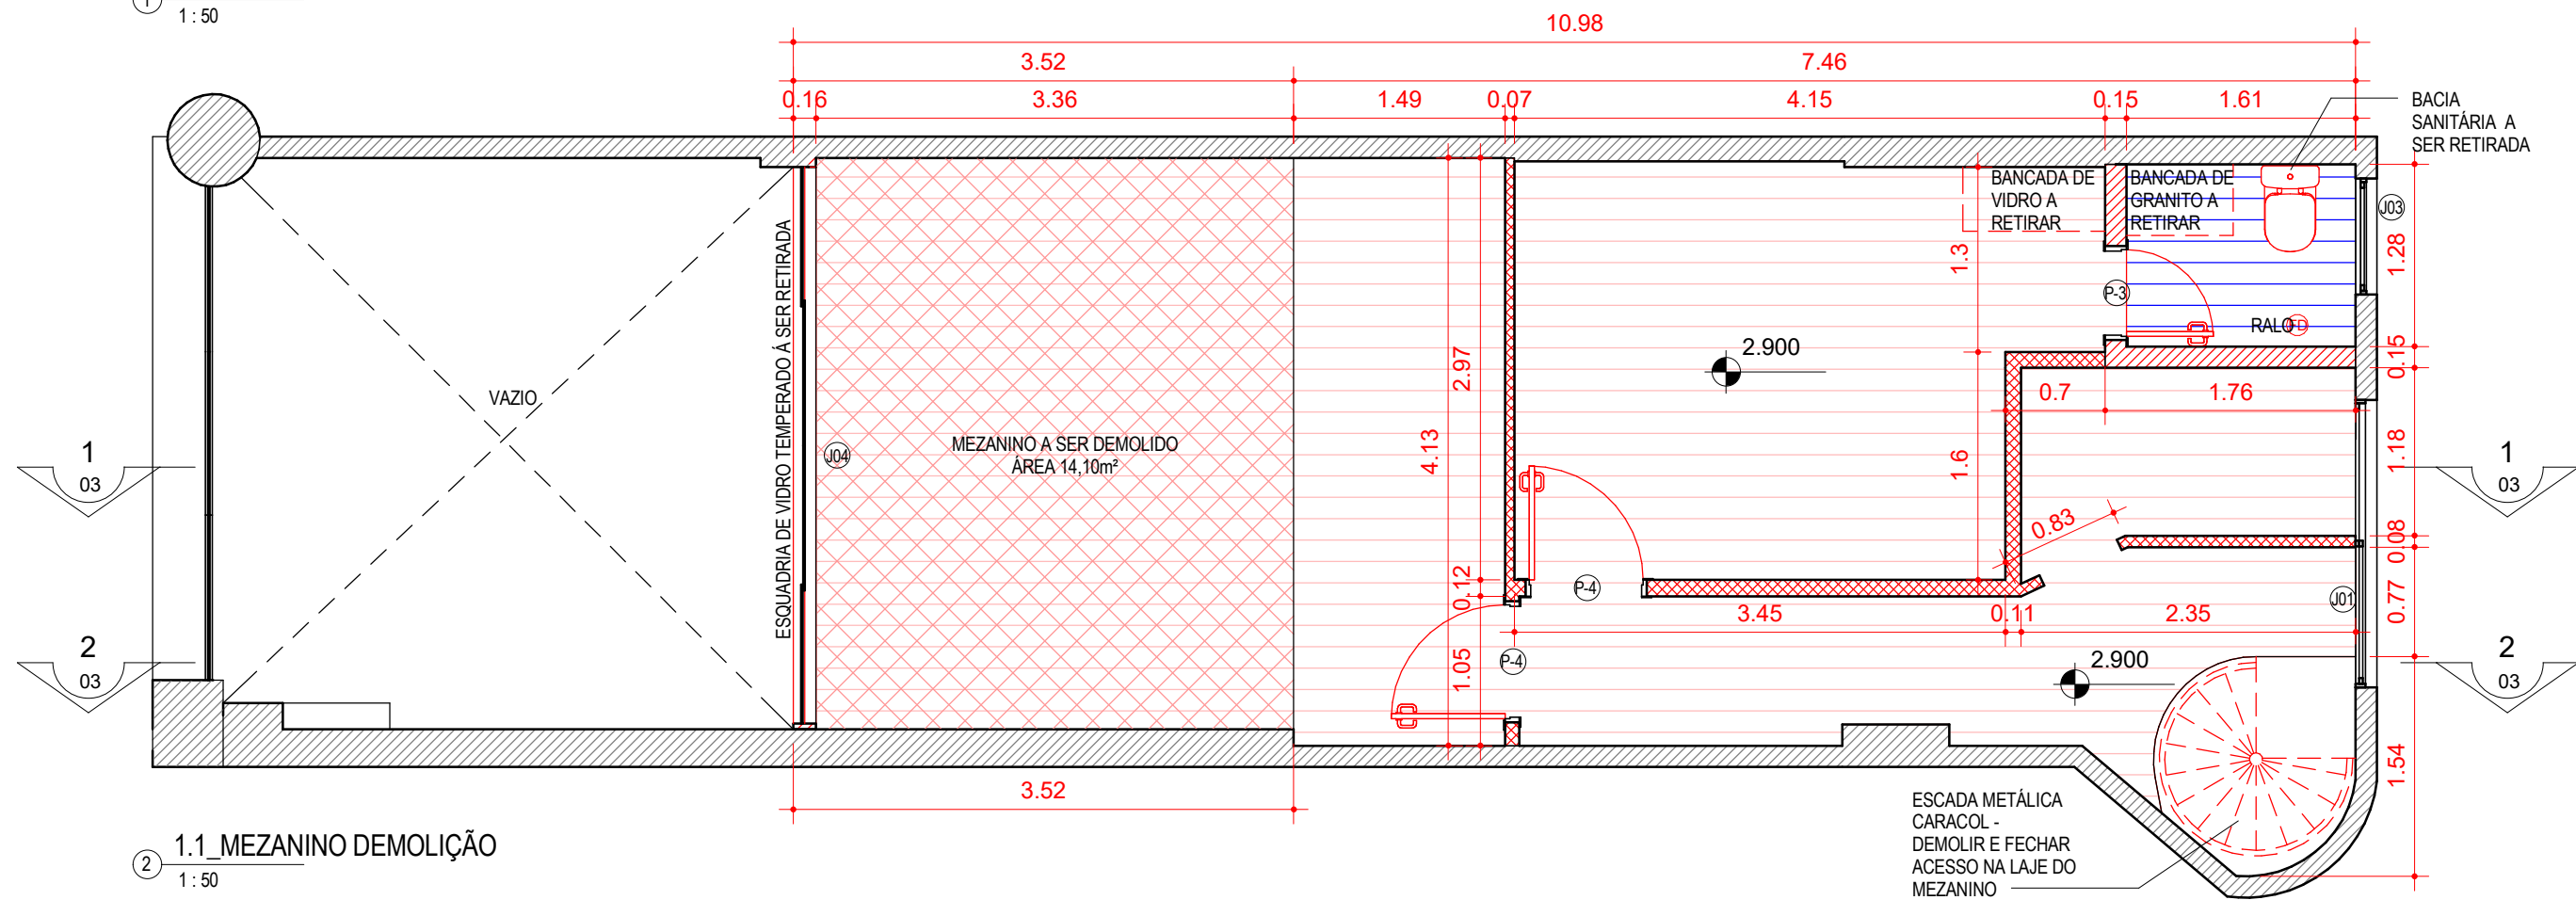 1
1 : 50
10.98
3.52
7.46
0.16
3.36
1.49
0.07
4.15
0.15
1.61
BACIA
SANITÁRIA A
SER RETIRADA
BANCADA DE
VIDRO A
RETIRAR
BANCADA DE
GRANITO A
RETIRAR
J03
1.28
1.3
P-3
RALO
FD
ESQUADRIA DE VIDRO TEMPERADO Á SER RETIRADA
2.97
2.900
0.15
0.7
1.76
VAZIO
4.13
1.6
1.18
MEZANINO A SER DEMOLIDO
ÁREA 14,10m²
J04
1
03
1
03
0.83
0.08
0.12
P-4
J01
0.77
3.45
0.11
2.35
2
03
1.05
P-4
2.900
2
03
1.54
3.52
ESCADA METÁLICA
CARACOL -
DEMOLIR E FECHAR
ACESSO NA LAJE DO
MEZANINO
2
1.1_MEZANINO DEMOLIÇÃO
1 : 50